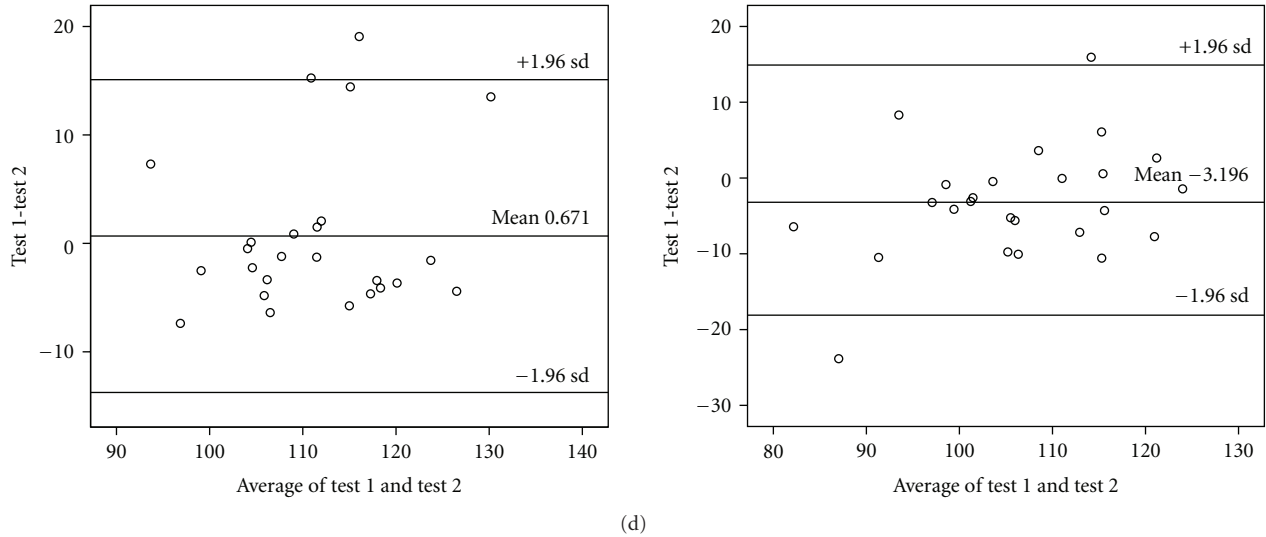 20
10
0
−10
Test 1-test 2
+1.96 sd
Mean 0.671
−1.96 sd
90 100 110 120 130 140
Average of test 1 and test 2
20
10
0
−10
−20
−30
Test 1-test 2
+1.96 sd
Mean −3.196
−1.96 sd
80 90 100 110 120 130
Average of test 1 and test 2
(d)